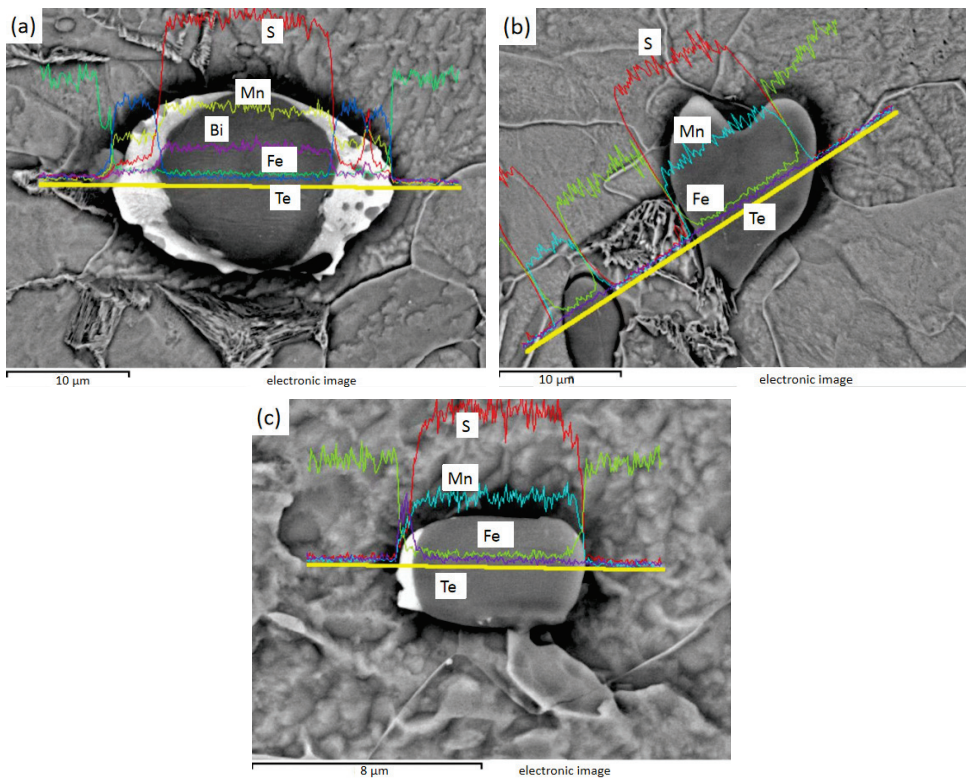 (a)
S
Mn
Bi
Fe
Te
10 µm
electronic image
(b)
S
Mn
Fe
Te
10 µm
electronic image
(c)
S
Mn
Fe
Te
8 µm
electronic image